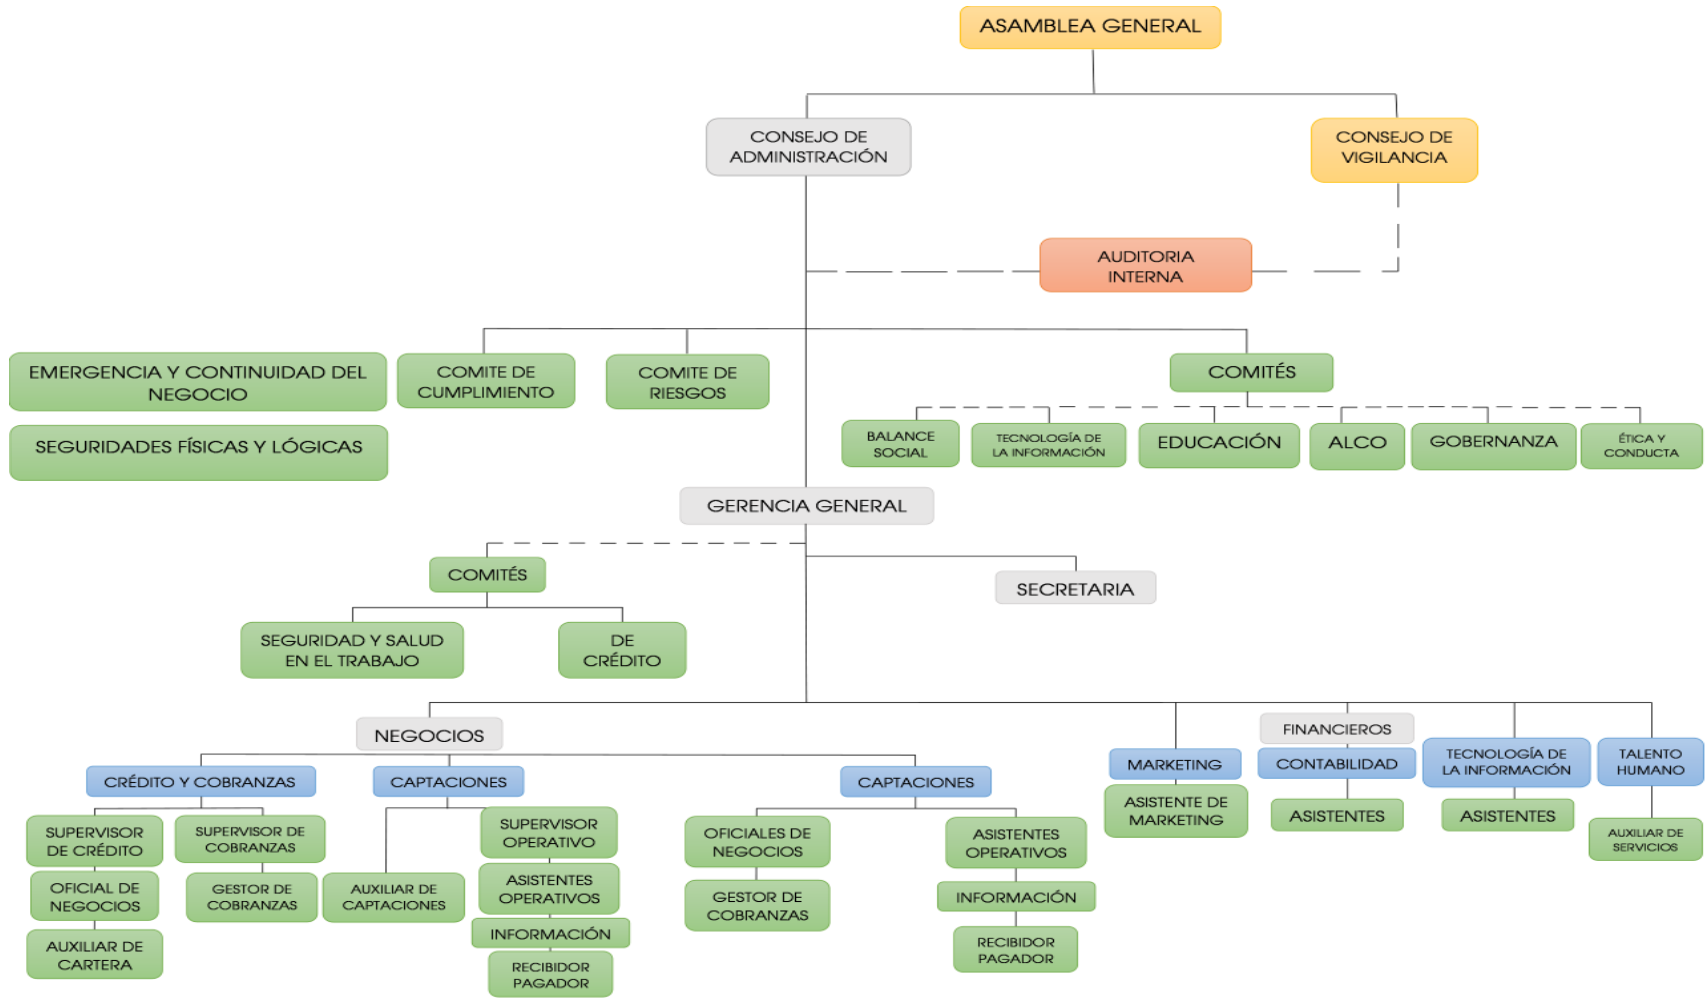 ASAMBLEA GENERAL
CONSEJO DE
ADMINISTRACIÓN
CONSEJO DE
VIGILANCIA
AUDITORIA
INTERNA
EMERGENCIA Y CONTINUIDAD DEL
NEGOCIO
COMITE DE
CUMPLIMIENTO
COMITE DE
RIESGOS
COMITÉS
SEGURIDADES FÍSICAS Y LÓGICAS
BALANCE
SOCIAL
TECNOLOGÍA DE
LA INFORMACIÓN
EDUCACIÓN
ALCO
GOBERNANZA
ÉTICA Y
CONDUCTA
GERENCIA GENERAL
COMITÉS
SECRETARIA
SEGURIDAD Y SALUD
EN EL TRABAJO
DE
CRÉDITO
NEGOCIOS
FINANCIEROS
CRÉDITO Y COBRANZAS
CAPTACIONES
CAPTACIONES
MARKETING
CONTABILIDAD
TECNOLOGÍA DE
LA INFORMACIÓN
TALENTO
HUMANO
SUPERVISOR
DE CRÉDITO
OFICIAL DE
NEGOCIOS
AUXILIAR DE
CARTERA
SUPERVISOR DE
COBRANZAS
GESTOR DE
COBRANZAS
AUXILIAR DE
CAPTACIONES
SUPERVISOR
OPERATIVO
ASISTENTES
OPERATIVOS
INFORMACIÓN
RECIBIDOR
PAGADOR
OFICIALES DE
NEGOCIOS
GESTOR DE
COBRANZAS
ASISTENTES
OPERATIVOS
INFORMACIÓN
RECIBIDOR
PAGADOR
ASISTENTE DE
MARKETING
ASISTENTES
ASISTENTES
AUXILIAR DE
SERVICIOS